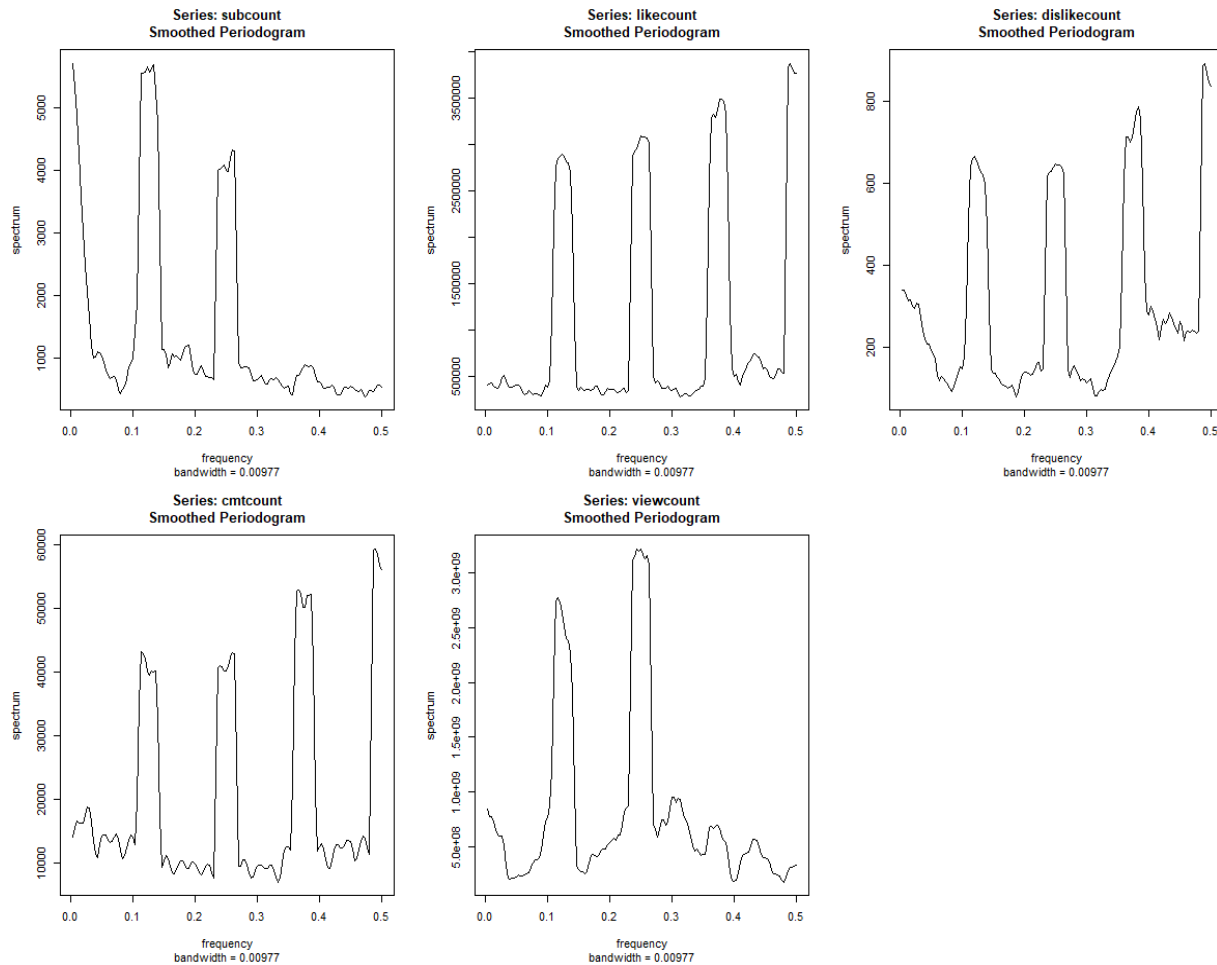 Series: subcount
Smoothed Periodogram
spectrum
5000
4000
3000
2000
1000
0.0 0.1 0.2 0.3 0.4 0.5
frequency
bandwidth = 0.00977
Series: likecount
Smoothed Periodogram
spectrum
3500000
2500000
1500000
500000
0.0 0.1 0.2 0.3 0.4 0.5
frequency
bandwidth = 0.00977
Series: dislikecount
Smoothed Periodogram
spectrum
800
600
400
200
0.0 0.1 0.2 0.3 0.4 0.5
frequency
bandwidth = 0.00977
Series: cmtcount
Smoothed Periodogram
spectrum
60000
50000
40000
30000
20000
10000
0.0 0.1 0.2 0.3 0.4 0.5
frequency
bandwidth = 0.00977
Series: viewcount
Smoothed Periodogram
spectrum
3.0e+09
2.5e+09
2.0e+09
1.5e+09
1.0e+09
5.0e+08
0.0 0.1 0.2 0.3 0.4 0.5
frequency
bandwidth = 0.00977